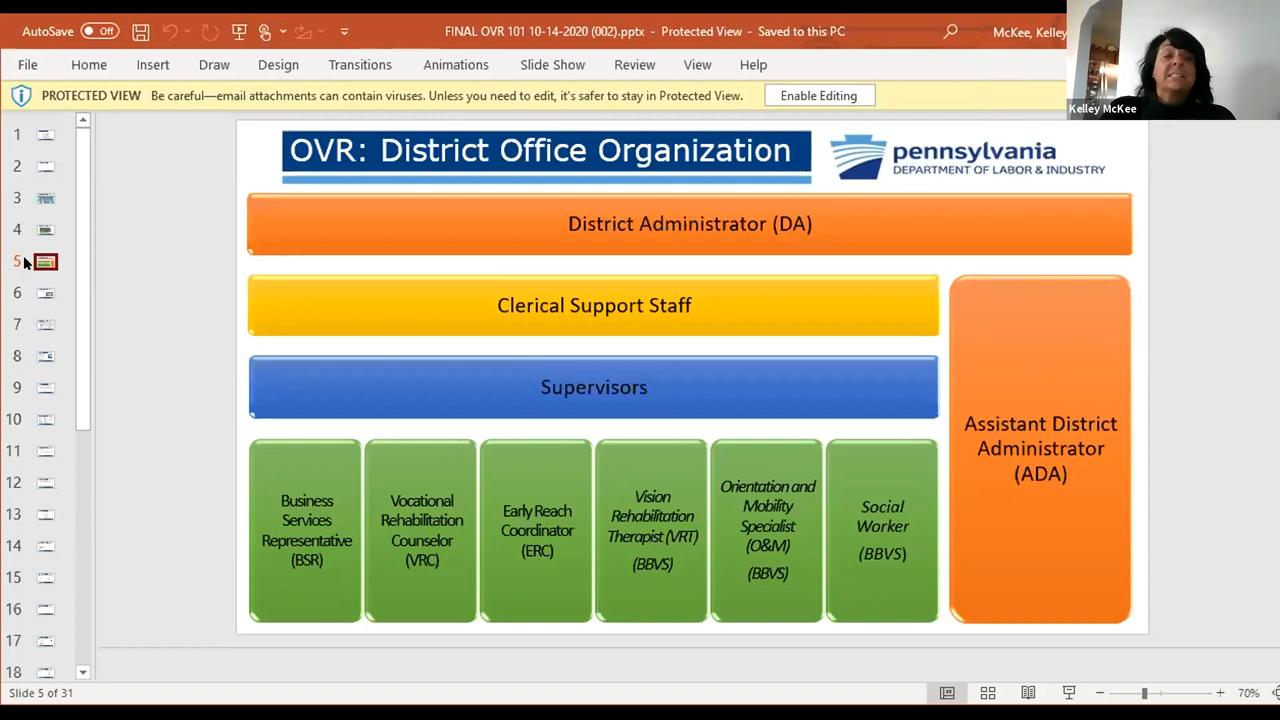 AutoSave Off
FINAL OVR 101 10-14-2020 (002).pptx - Protected View - Saved to this PC
McKee, Kelley
File Home Insert Draw Design Transitions Animations Slide Show Review View Help
PROTECTED VIEW Be careful—email attachments can contain viruses. Unless you need to edit, it's safer to stay in Protected View. Enable Editing
Kelley McKee
1
2
3
4
5
6
7
8
9
10
11
12
13
14
15
16
17
18
OVR: District Office Organization
pennsylvania
DEPARTMENT OF LABOR & INDUSTRY
District Administrator (DA)
Clerical Support Staff
Supervisors
Business
Services
Representative
(BSR)
Vocational
Rehabilitation
Counselor
(VRC)
Early Reach
Coordinator
(ERC)
Vision
Rehabilitation
Therapist (VRT)
(BBVS)
Orientation and
Mobility
Specialist
(O&M)
(BBVS)
Social
Worker
(BBVS)
Assistant District
Administrator
(ADA)
Slide 5 of 31
70%